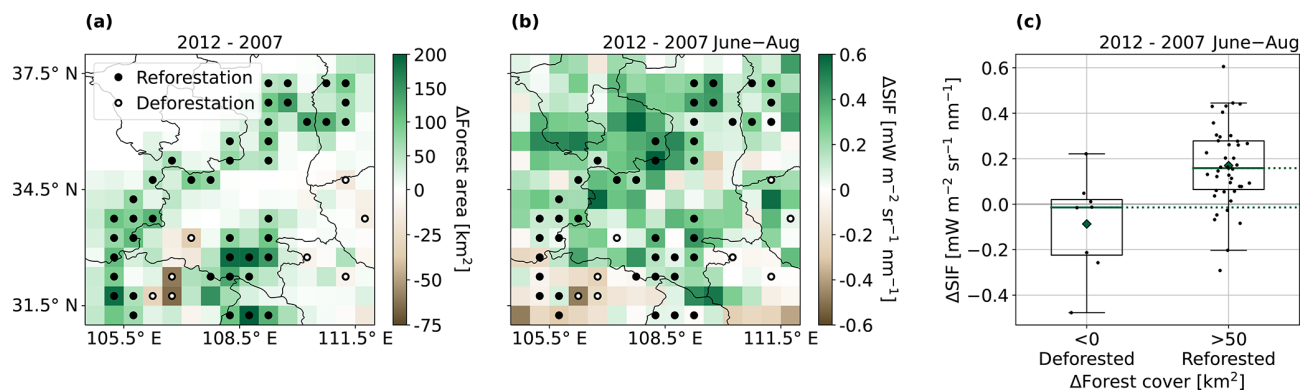 (a)
2012 - 2007
37.5° N
34.5° N
31.5° N
105.5° E
108.5° E
111.5° E
Reforestation
Deforestation
200
150
100
50
0
-25
-50
-75
ΔForest area [km²]
(b)
2012 - 2007 June−Aug
105.5° E
108.5° E
111.5° E
0.6
0.4
0.2
0
-0.2
-0.4
-0.6
ΔSIF [mW m⁻² sr⁻¹ nm⁻¹]
(c)
2012 - 2007 June−Aug
ΔSIF [mW m⁻² sr⁻¹ nm⁻¹]
0.6
0.4
0.2
0.0
−0.2
−0.4
<0
Deforested
>50
Reforested
ΔForest cover [km²]